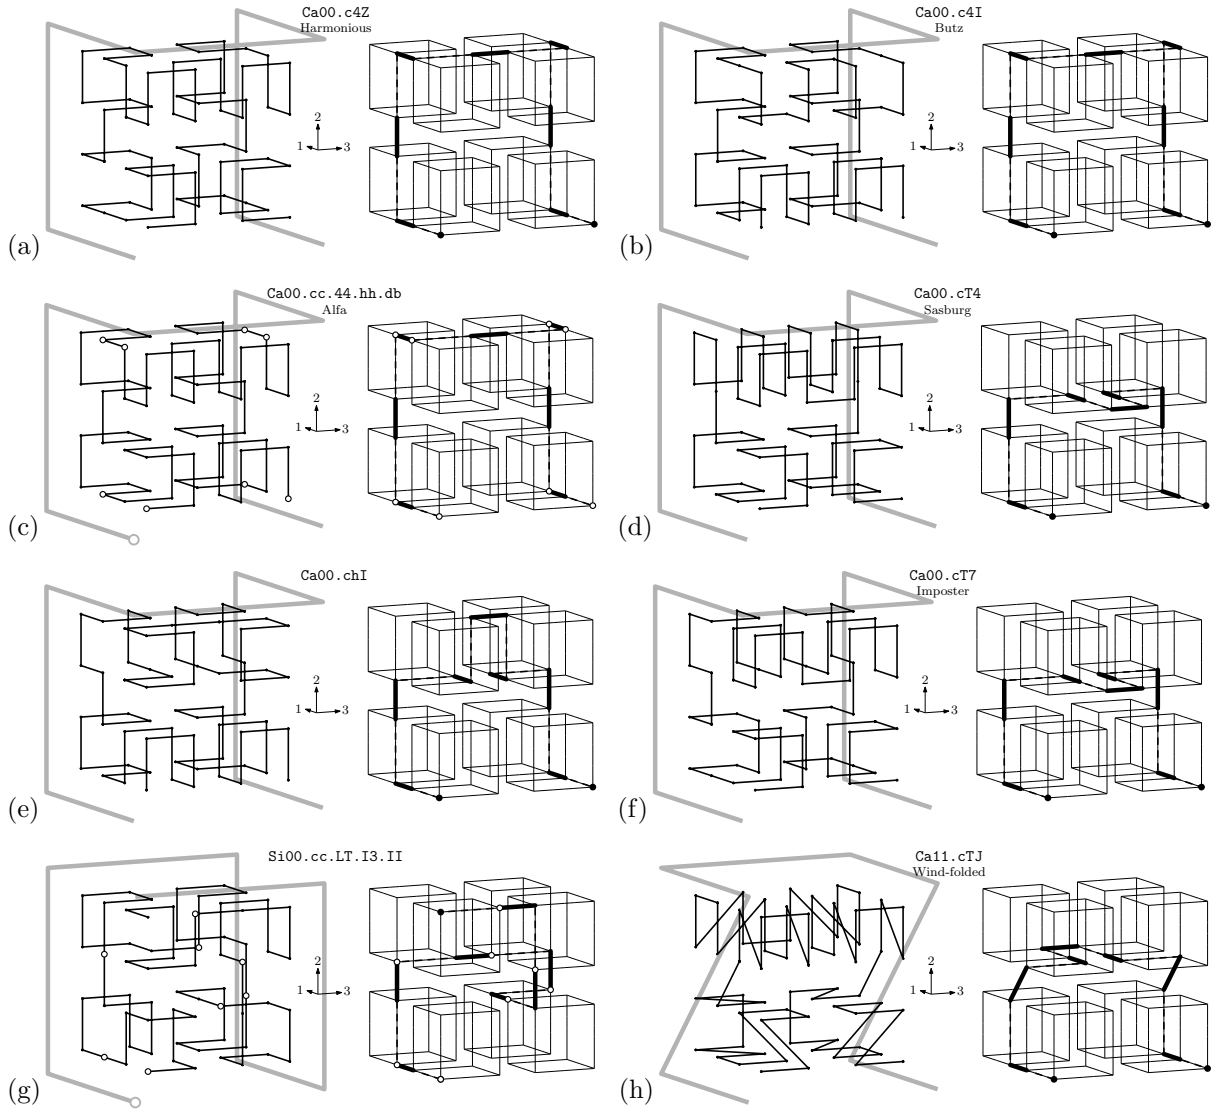 Ca00.c4Z
Harmonious
2
1
3
(a)
Ca00.c4I
Butz
2
1
3
(b)
Ca00.cc.44.hh.db
Alfa
2
1
3
(c)
Ca00.cT4
Sasburg
2
1
3
(d)
Ca00.chI
2
1
3
(e)
Ca00.cT7
Imposter
2
1
3
(f)
Si00.cc.LT.I3.II
2
1
3
(g)
Ca11.cTJ
Wind-folded
2
1
3
(h)